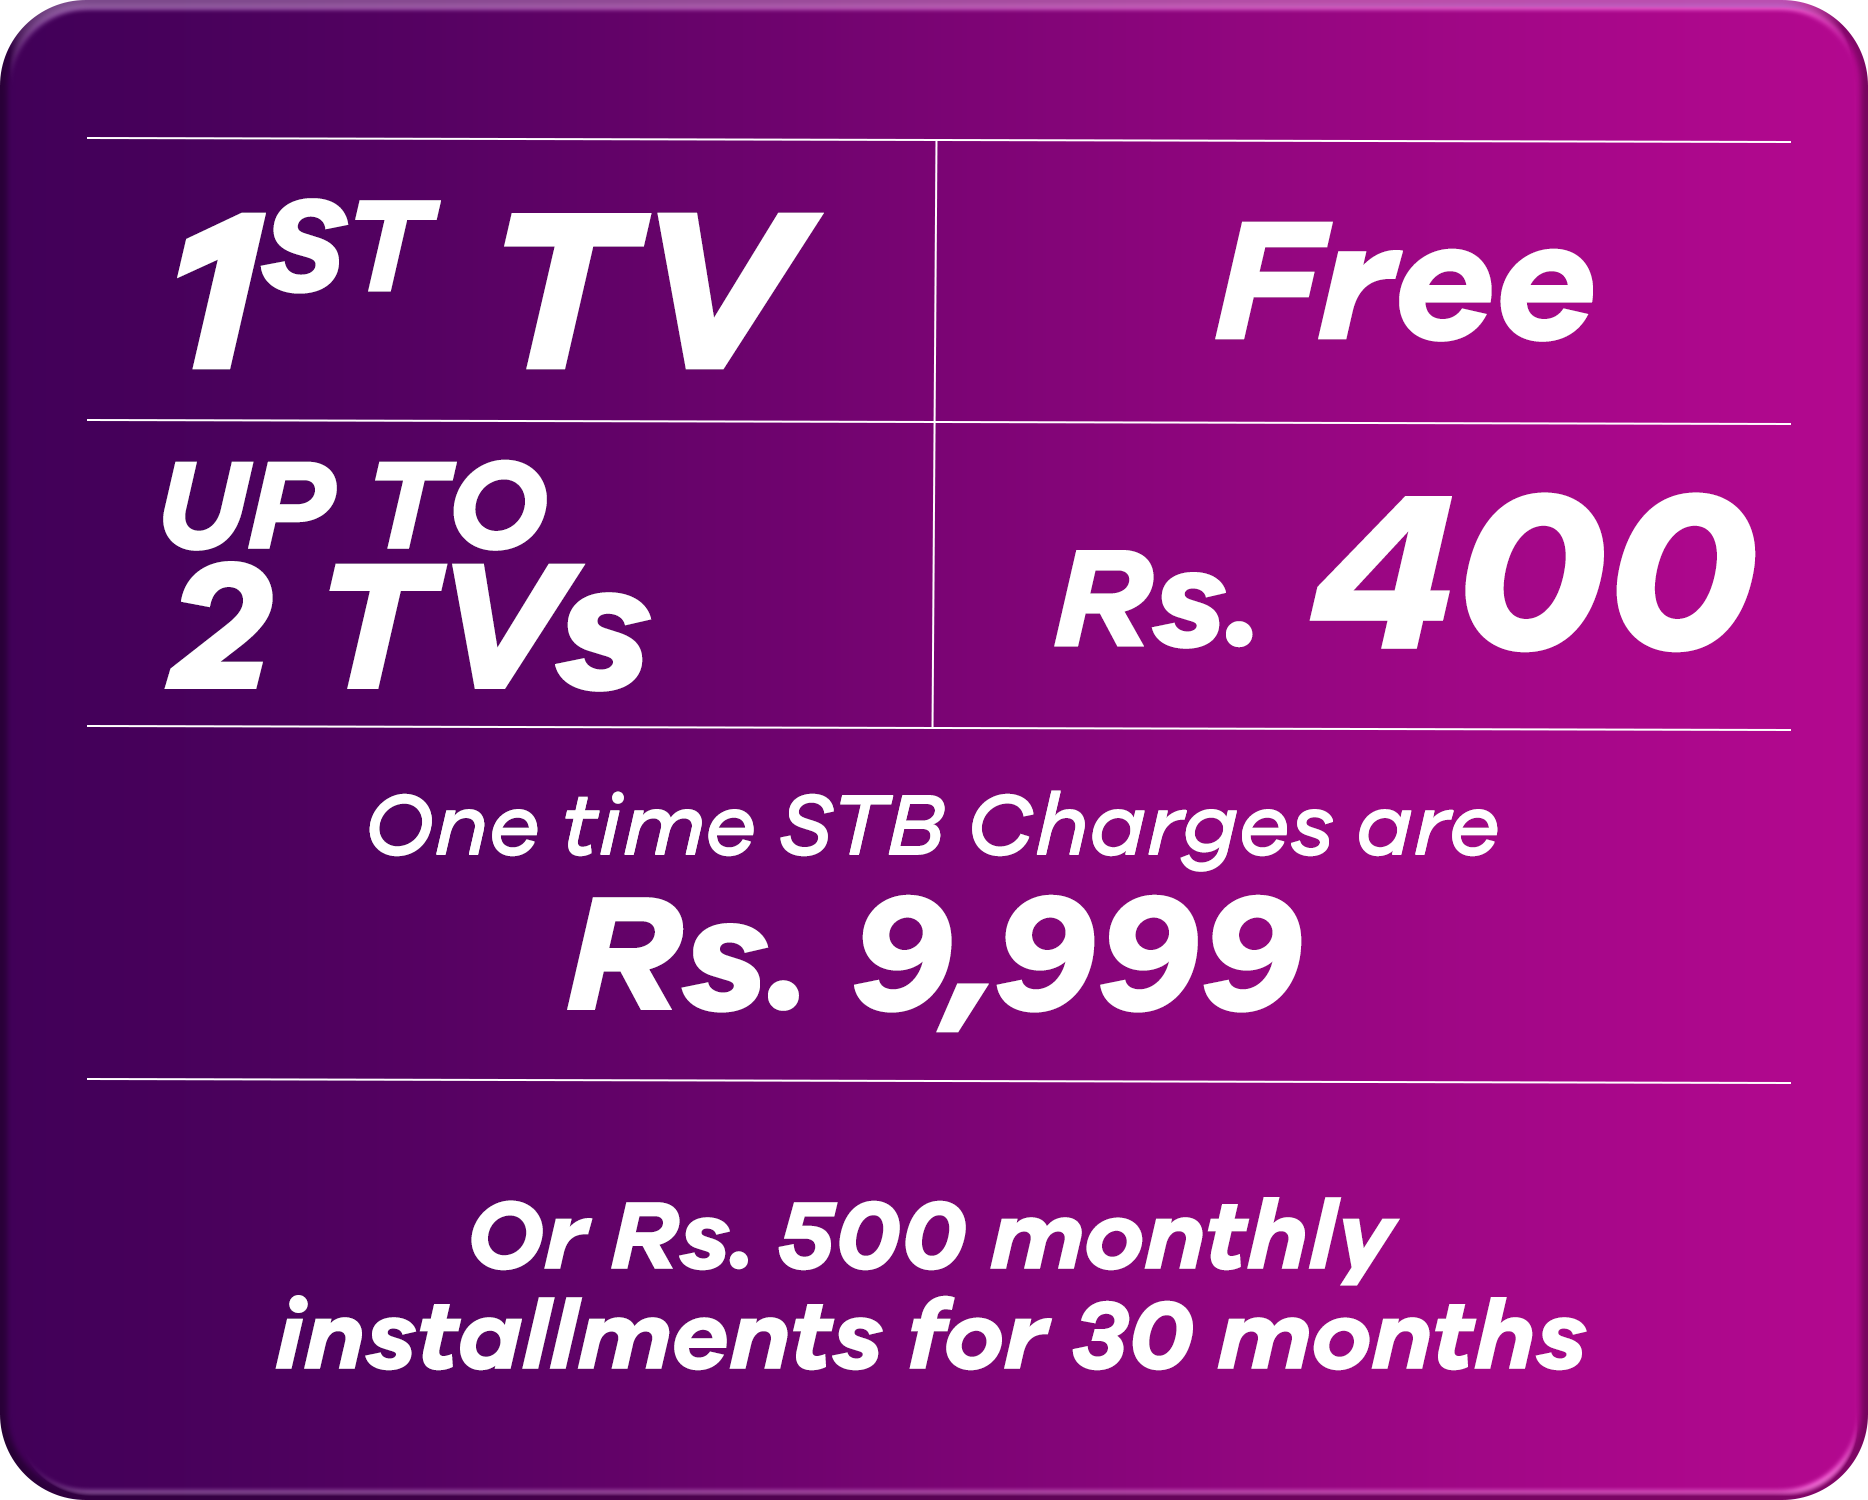 1ST TV
Free
UP TO
2 TVs
Rs. 400
One time STB Charges are
Rs. 9,999
Or Rs. 500 monthly
installments for 30 months